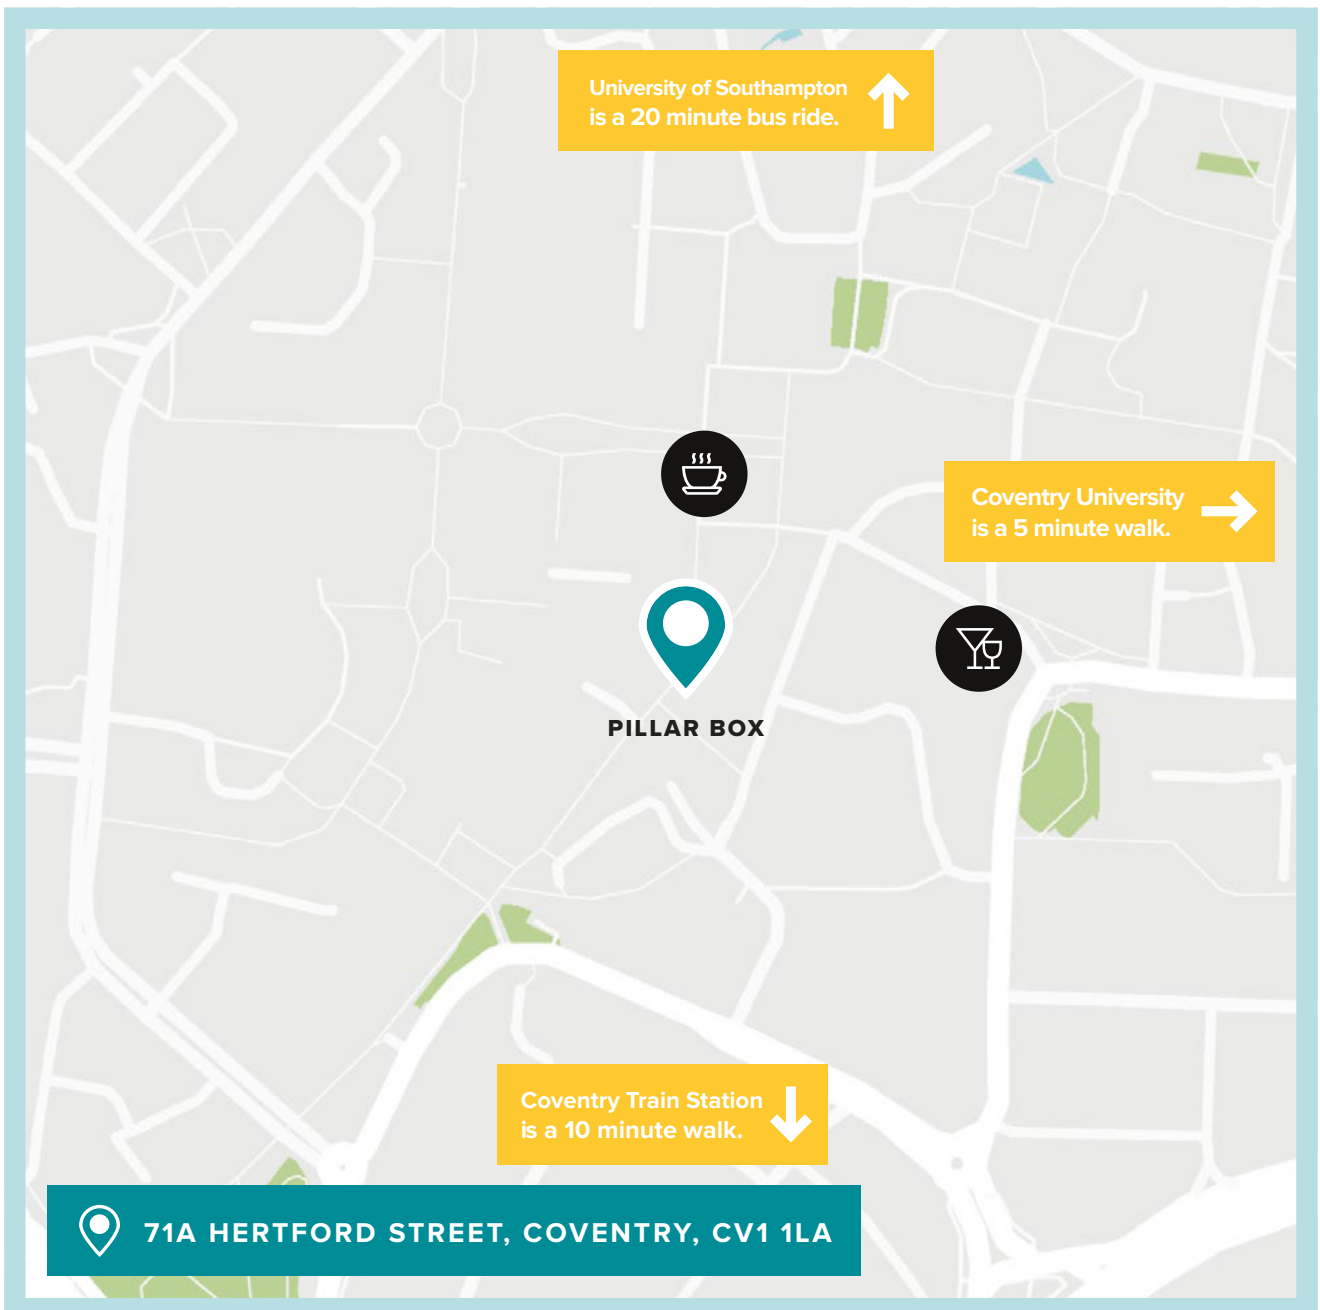 University of Southampton
is a 20 minute bus ride.
Coventry University
is a 5 minute walk.
PILLAR BOX
Coventry Train Station
is a 10 minute walk.
71A HERTFORD STREET, COVENTRY, CV1 1LA